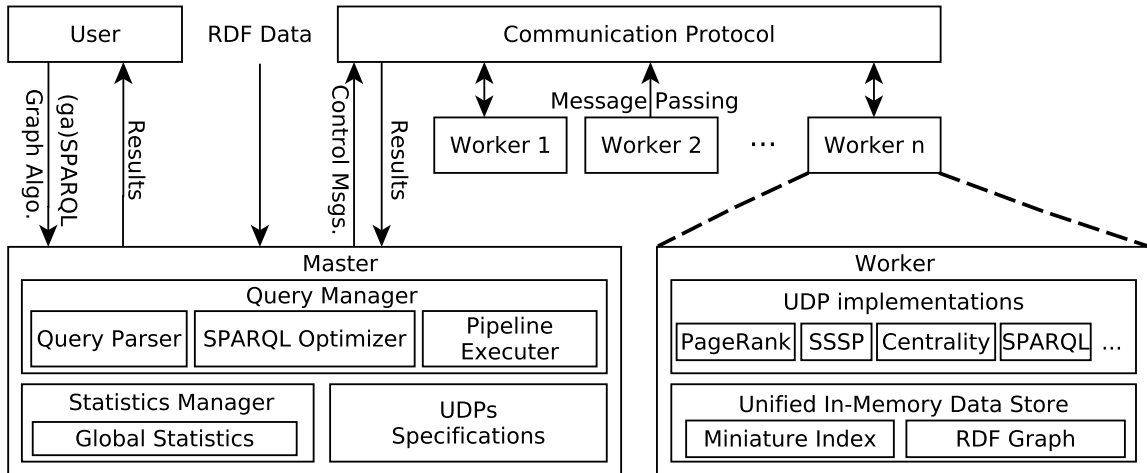 User
RDF Data
Communication Protocol
(ga)SPARQL
Graph Algo.
Results
Control Msgs.
Results
Message Passing
Worker 1
Worker 2
...
Worker n
Master
Query Manager
Query Parser
SPARQL Optimizer
Pipeline
Executer
Statistics Manager
Global Statistics
UDPs
Specifications
Worker
UDP implementations
PageRank
SSSP
Centrality
SPARQL
...
Unified In-Memory Data Store
Miniature Index
RDF Graph